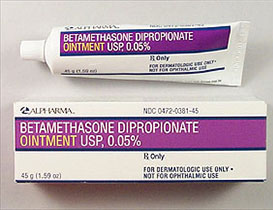 BETAMETHASONE DIPROPIONATE
OINTMENT USP, 0.05%
45 g (1.59 oz)
℞ Only
FOR DERMATOLOGIC USE ONLY•
NOT FOR OPHTHALMIC USE
ALPHARMA
NDC 0472-0381-45
BETAMETHASONE DIPROPIONATE
OINTMENT USP, 0.05%
℞ Only
45 g (1.59 oz)
FOR DERMATOLOGIC USE ONLY •
NOT FOR OPHTHALMIC USE